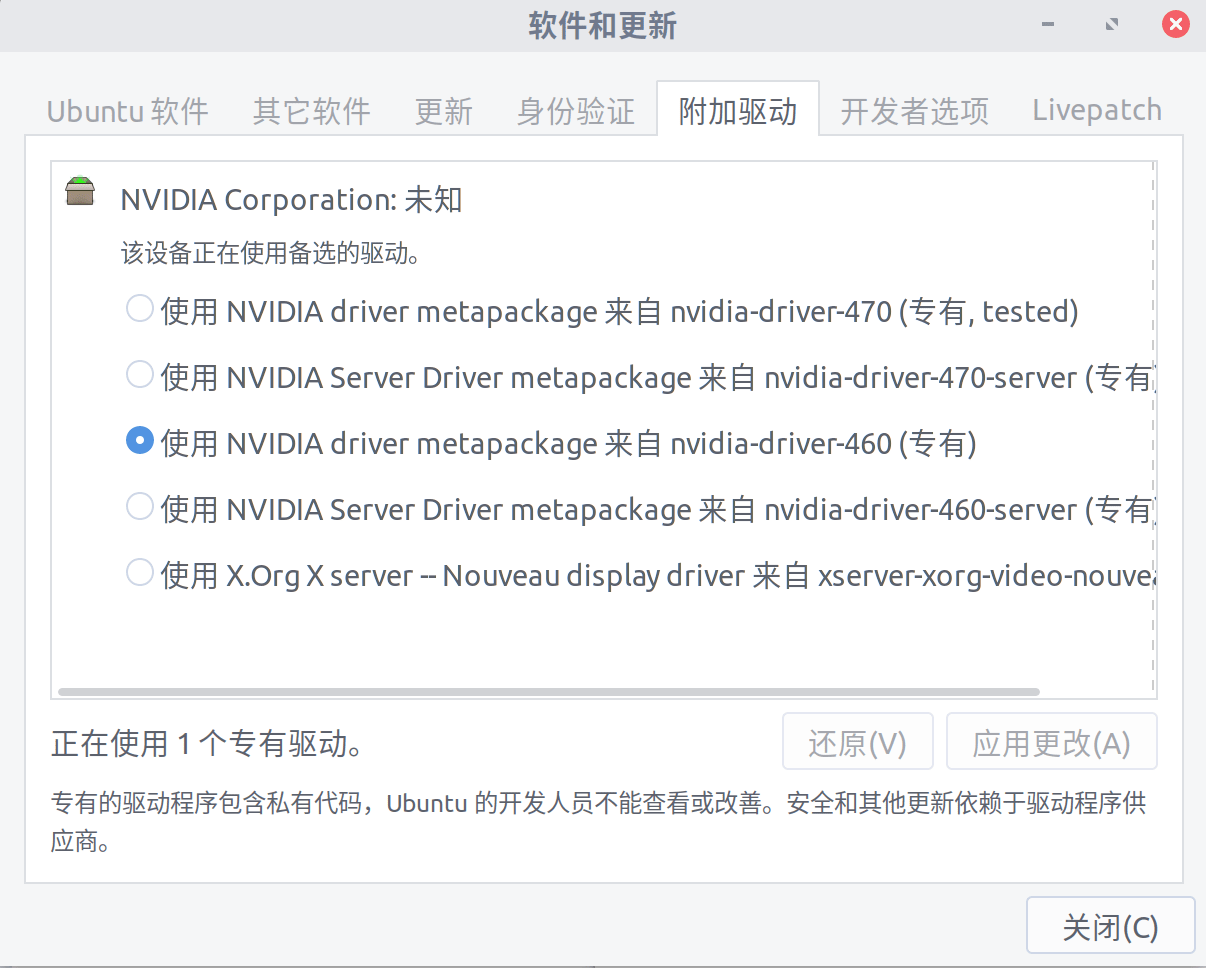 软件和更新
Ubuntu 软件 其它软件 更新 身份验证 附加驱动 开发者选项 Livepatch
NVIDIA Corporation: 未知
该设备正在使用备选的驱动。
使用 NVIDIA driver metapackage 来自 nvidia-driver-470 (专有, tested)
使用 NVIDIA Server Driver metapackage 来自 nvidia-driver-470-server (专有)
使用 NVIDIA driver metapackage 来自 nvidia-driver-460 (专有)
使用 NVIDIA Server Driver metapackage 来自 nvidia-driver-460-server (专有)
使用 X.Org X server -- Nouveau display driver 来自
正在使用 1 个专有驱动。 还原(V) 应用更改(A)
专有的驱动程序包含私有代码，Ubuntu 的开发人员不能查看或改善。安全和其他更新依赖于驱动程序供
应商。
关闭(C)